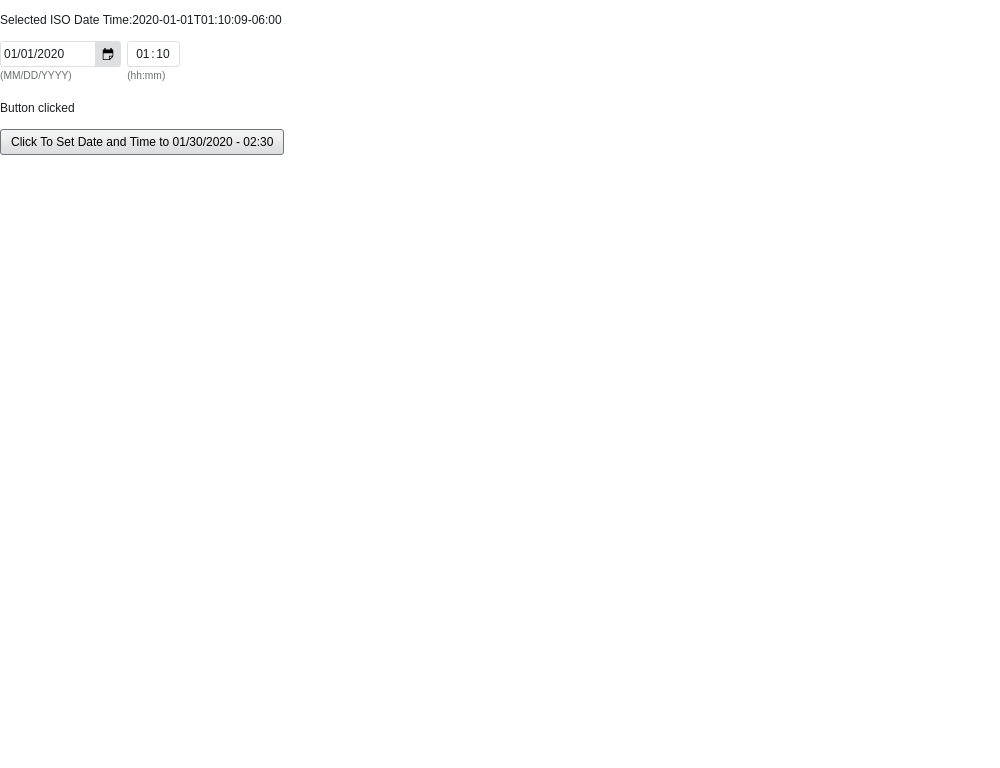 Selected ISO Date Time:2020-01-01T01:10:09-06:00
01/01/2020 01:10
(MM/DD/YYYY) (hh:mm)
Button clicked
Click To Set Date and Time to 01/30/2020 - 02:30